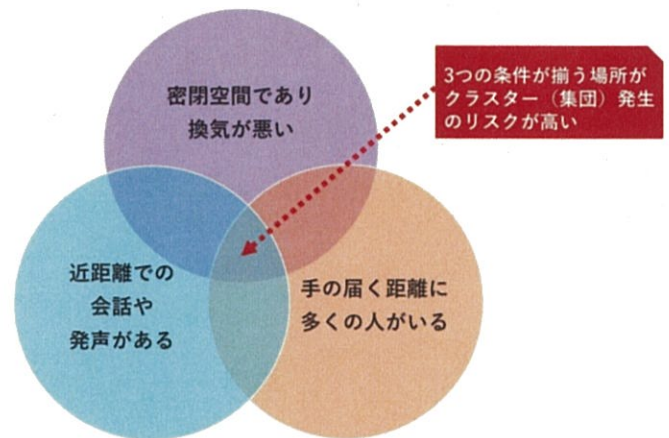 密閉空間であり
換気が悪い
3つの条件が揃う場所が
クラスター（集団）発生
のリスクが高い
近距離での
会話や
発声がある
手の届く距離に
多くの人がいる